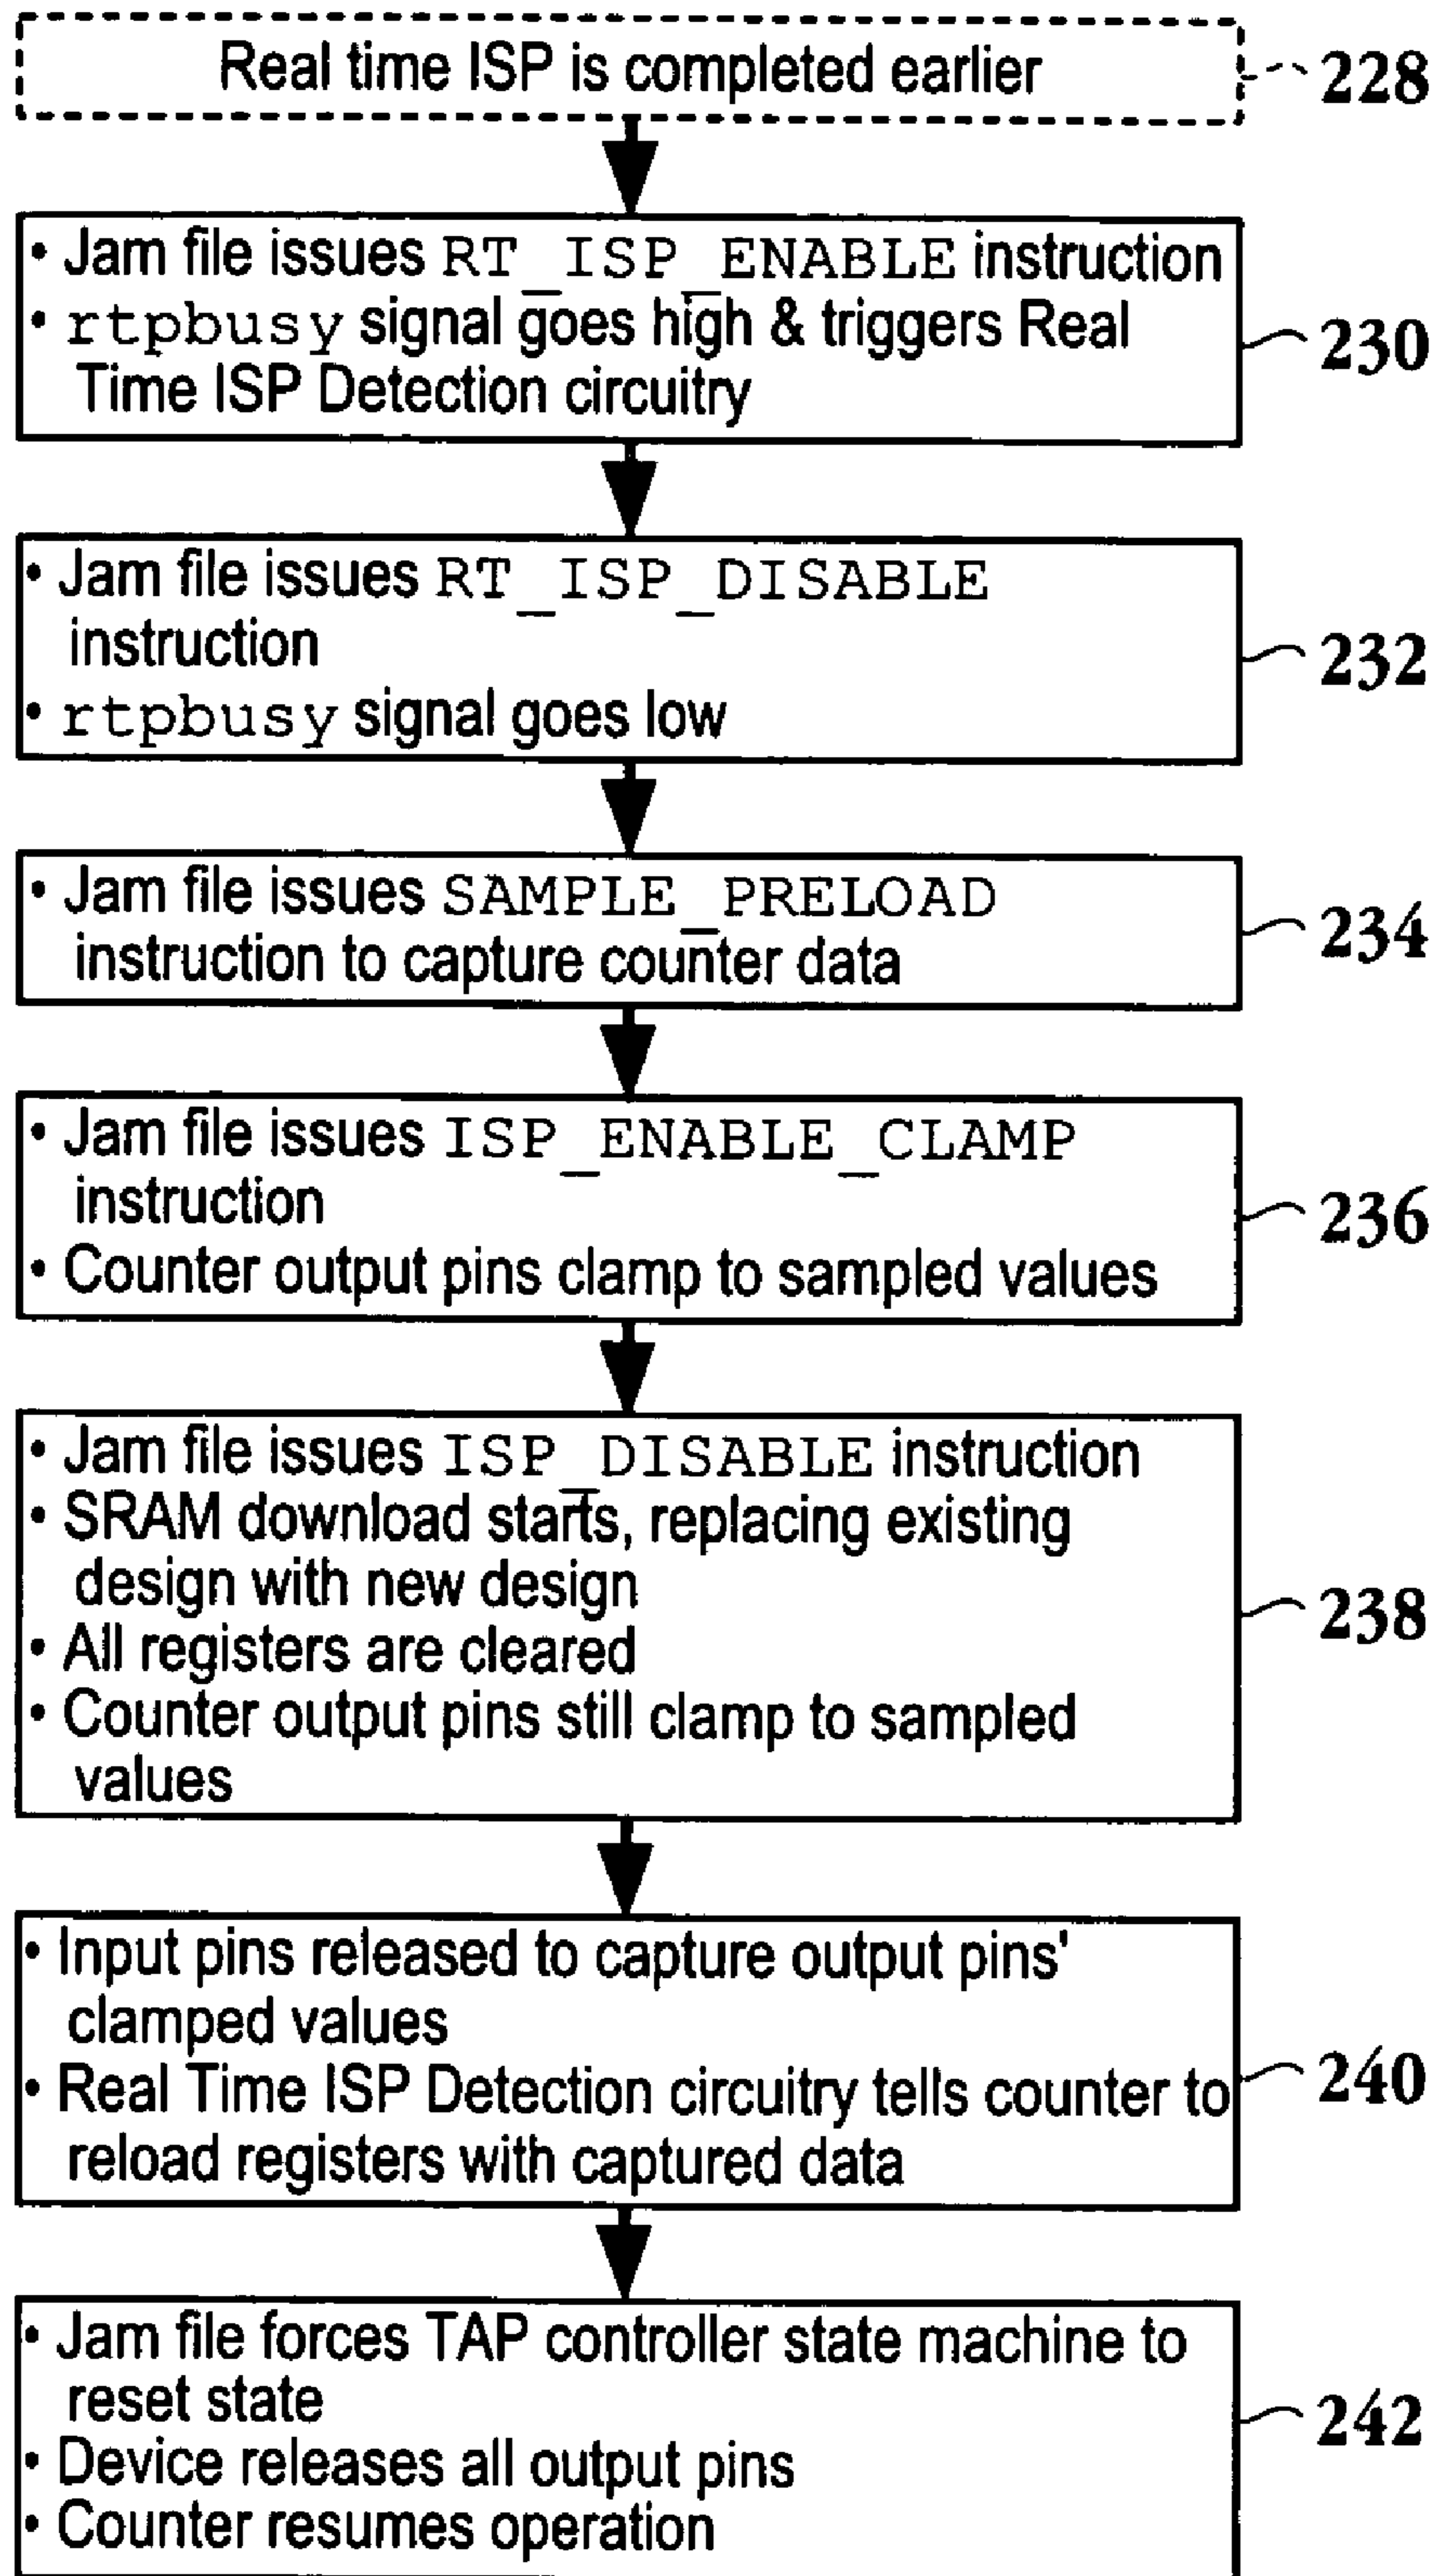 Real time ISP is completed earlier
228
• Jam file issues RT_ISP_ENABLE instruction
• rtpbusy signal goes high & triggers Real
Time ISP Detection circuitry
230
• Jam file issues RT_ISP_DISABLE
instruction
• rtpbusy signal goes low
232
• Jam file issues SAMPLE_PRELOAD
instruction to capture counter data
234
• Jam file issues ISP_ENABLE_CLAMP
instruction
• Counter output pins clamp to sampled values
236
• Jam file issues ISP_DISABLE instruction
• SRAM download starts, replacing existing
design with new design
• All registers are cleared
• Counter output pins still clamp to sampled
values
238
• Input pins released to capture output pins'
clamped values
• Real Time ISP Detection circuitry tells counter to
reload registers with captured data
240
• Jam file forces TAP controller state machine to
reset state
• Device releases all output pins
• Counter resumes operation
242